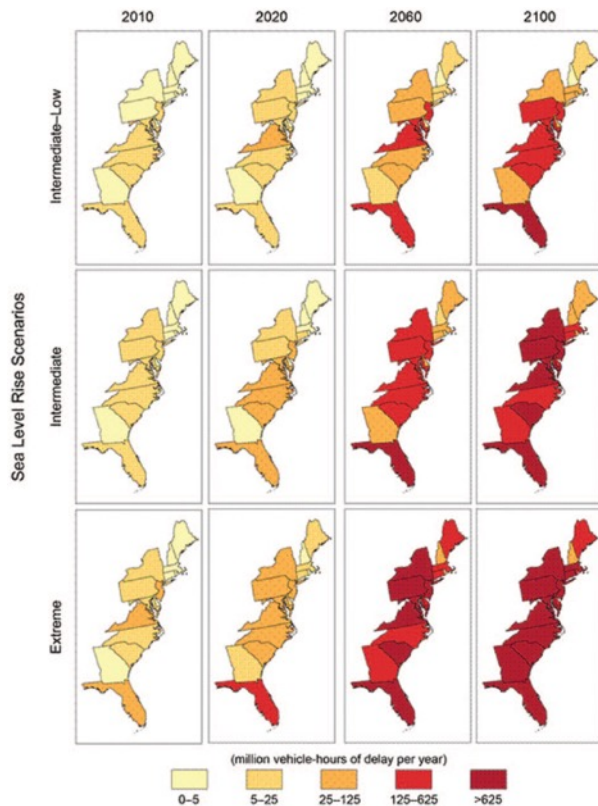 2010 2020 2060 2100
Intermediate–Low
Sea Level Rise Scenarios
Intermediate
Extreme
(million vehicle-hours of delay per year)
0–5 5–25 25–125 125–625 >625